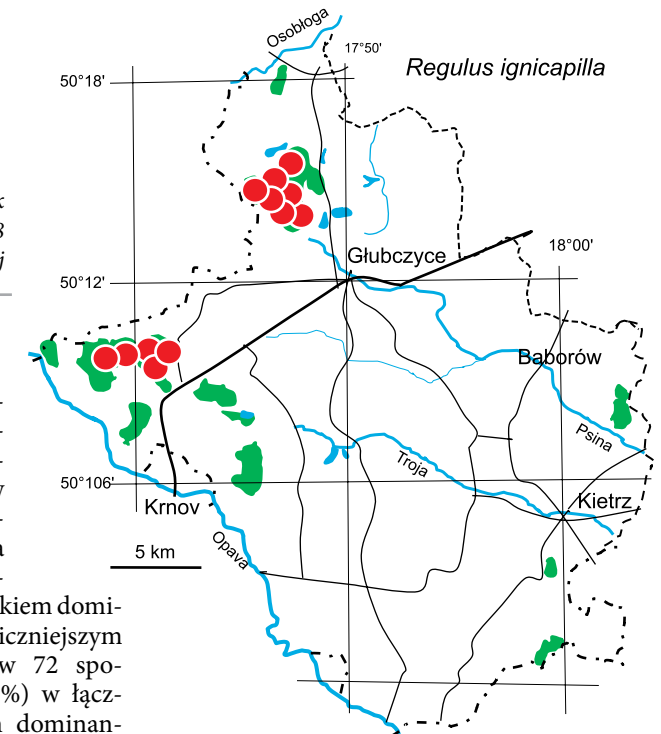 Osobłoga
17°50'
50°18'
Regulus ignicapilla
8
j
Głubczyce
18°00'
50°12'
Baborów
Psina
Troja
50°106'
Kietrz
Krnov
5 km
Opava
a
kiem domi-
iczniejszym
w 72 spo-
%) w łącz-
dominan-